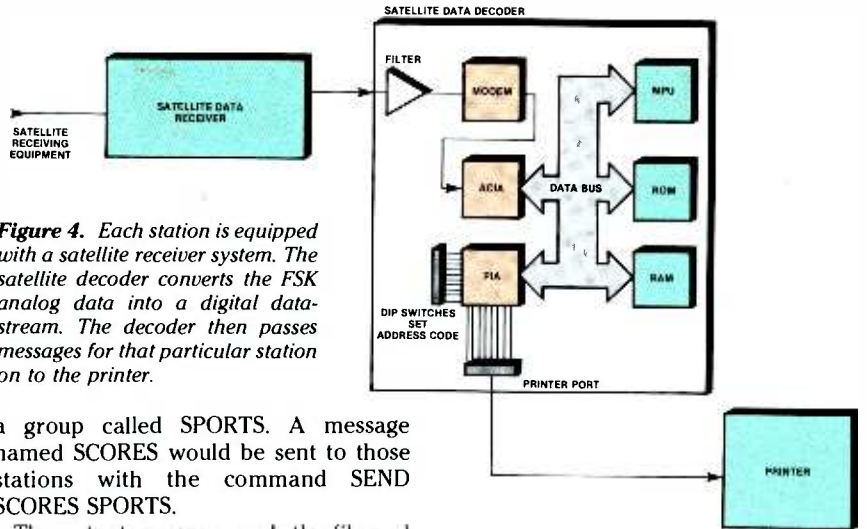 SATELLITE DATA DECODER
FILTER
MODEM
MPU
SATELLITE DATA
RECEIVER
SATELLITE
RECEIVING
EQUIPMENT
ACIA
DATA BUS
ROM
PIA
RAM
DIP SWITCHES
SET
ADDRESS CODE
PRINTER PORT
PRINTER
Figure 4. Each station is equipped
with a satellite receiver system. The
satellite decoder converts the FSK
analog data into a digital data-
stream. The decoder then passes
messages for that particular station
on to the printer.
a group called SPORTS. A message
named SCORES would be sent to those
stations with the command SEND
SCORES SPORTS.